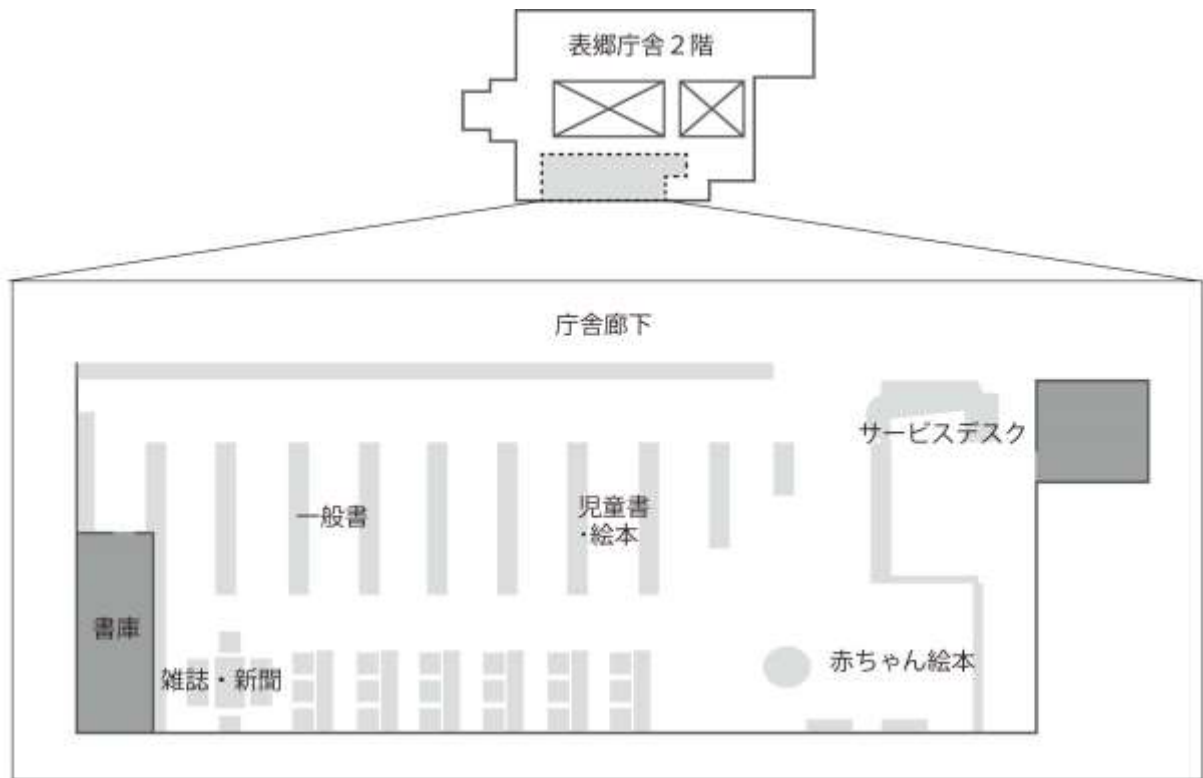 表郷庁舎２階
庁舎廊下
サービスデスク
一般書
児童書
・絵本
書庫
雑誌・新聞
赤ちゃん絵本